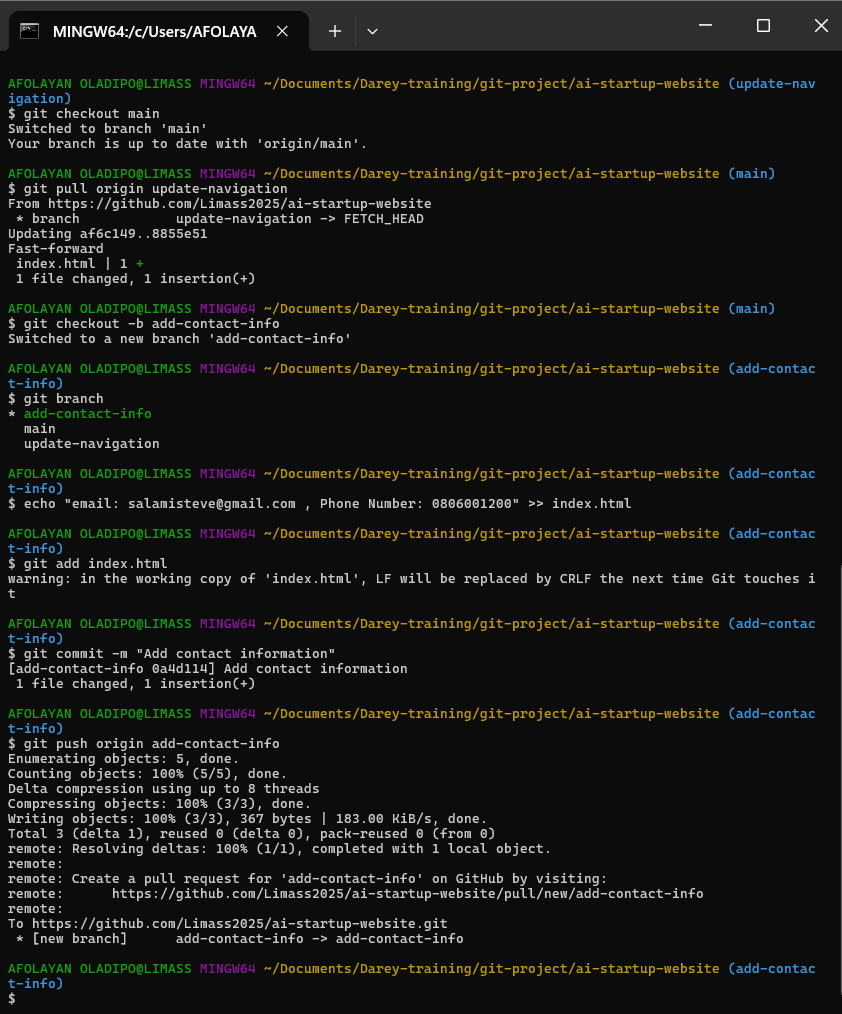 MINGW64:/c/Users/AFOLAYA
AFOLAYAN OLADIPO@LIMASS MINGW64 ~/Documents/Darey-training/git-project/ai-startup-website (update-nav
igation)
$ git checkout main
Switched to branch 'main'
Your branch is up to date with 'origin/main'.
AFOLAYAN OLADIPO@LIMASS MINGW64 ~/Documents/Darey-training/git-project/ai-startup-website (main)
$ git pull origin update-navigation
From https://github.com/Limass2025/ai-startup-website
 * branch            update-navigation -> FETCH_HEAD
Updating af6c149..8855e51
Fast-forward
 index.html | 1 +
 1 file changed, 1 insertion(+)
AFOLAYAN OLADIPO@LIMASS MINGW64 ~/Documents/Darey-training/git-project/ai-startup-website (main)
$ git checkout -b add-contact-info
Switched to a new branch 'add-contact-info'
AFOLAYAN OLADIPO@LIMASS MINGW64 ~/Documents/Darey-training/git-project/ai-startup-website (add-contac
t-info)
$ git branch
* add-contact-info
  main
  update-navigation
AFOLAYAN OLADIPO@LIMASS MINGW64 ~/Documents/Darey-training/git-project/ai-startup-website (add-contac
t-info)
$ echo "email: salamisteve@gmail.com , Phone Number: 0806001200" >> index.html
AFOLAYAN OLADIPO@LIMASS MINGW64 ~/Documents/Darey-training/git-project/ai-startup-website (add-contac
t-info)
$ git add index.html
warning: in the working copy of 'index.html', LF will be replaced by CRLF the next time Git touches i
t
AFOLAYAN OLADIPO@LIMASS MINGW64 ~/Documents/Darey-training/git-project/ai-startup-website (add-contac
t-info)
$ git commit -m "Add contact information"
[add-contact-info 0a4d114] Add contact information
 1 file changed, 1 insertion(+)
AFOLAYAN OLADIPO@LIMASS MINGW64 ~/Documents/Darey-training/git-project/ai-startup-website (add-contac
t-info)
$ git push origin add-contact-info
Enumerating objects: 5, done.
Counting objects: 100% (5/5), done.
Delta compression using up to 8 threads
Compressing objects: 100% (3/3), done.
Writing objects: 100% (3/3), 367 bytes | 183.00 KiB/s, done.
Total 3 (delta 1), reused 0 (delta 0), pack-reused 0 (from 0)
remote: Resolving deltas: 100% (1/1), completed with 1 local object.
remote:
remote: Create a pull request for 'add-contact-info' on GitHub by visiting:
remote:      https://github.com/Limass2025/ai-startup-website/pull/new/add-contact-info
remote:
To https://github.com/Limass2025/ai-startup-website.git
 * [new branch]      add-contact-info -> add-contact-info
AFOLAYAN OLADIPO@LIMASS MINGW64 ~/Documents/Darey-training/git-project/ai-startup-website (add-contac
t-info)
$